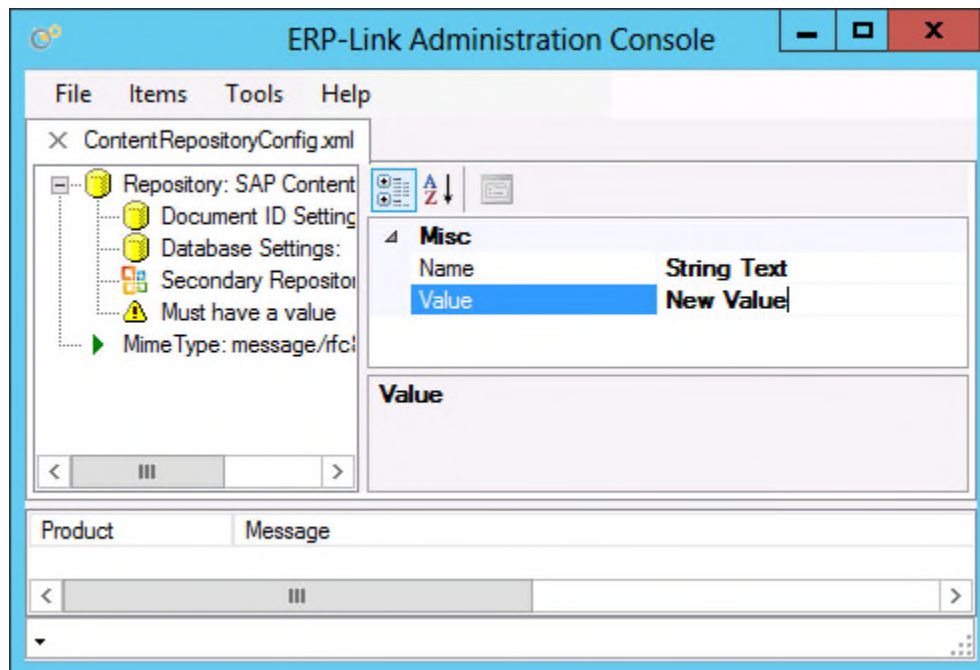 ERP-Link Administration Console
File Items Tools Help
ContentRepositoryConfig.xml
Repository: SAP Content
Document ID Setting
Database Settings:
Secondary Repositor
Must have a value
MimeType: message/rfc
Misc
Name String Text
Value New Value
Value
Product Message